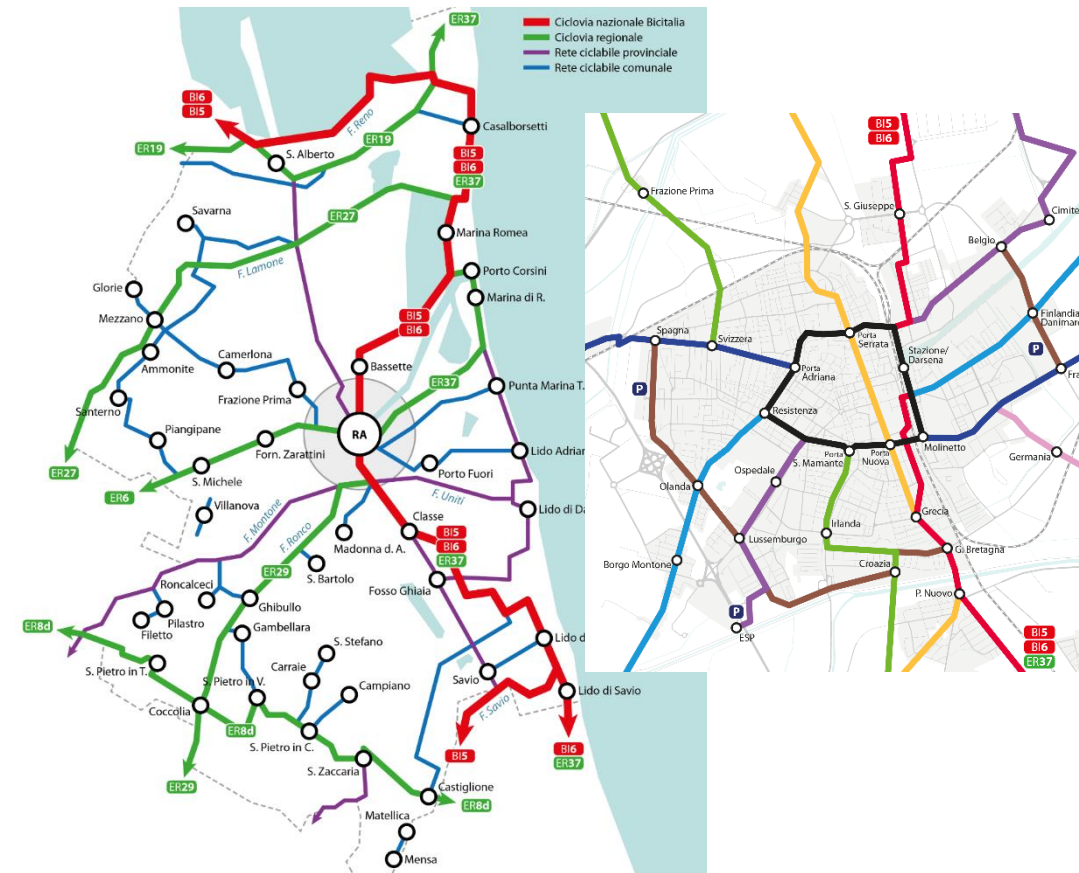 Ciclovia nazionale Bicitalia
Ciclovia regionale
Rete ciclabile provinciale
Rete ciclabile comunale
ER37
BI6
BI5
F. Reno
ER19
ER19
S. Alberto
Casalborsetti
BI5
BI6
ER37
Savarna
ER27
F. Lamone
Marina Romea
Porto Corsini
Marina di R.
Glorie
Mezzano
BI5
BI6
Bassette
Camerlona
Ammonite
ER37
Punta Marina T.
Frazione Prima
Santerno
Piangipane
RA
Forn. Zarattini
Lido Adrian
ER27
S. Michele
Porto Fuori
ER6
F. Uniti
Villanova
F. Montone
Lido di Da
Classe
F. Ronco
Madonna d. A.
BI5
BI6
ER37
ER29
S. Bartolo
Fosso Ghiaia
Roncalceci
Ghibullo
Pilastro
Filetto
ER8d
Gambellara
S. Stefano
Lido d
S. Pietro in T.
S. Pietro in V.
Carraie
Campiano
Savio
Lido di Savio
F. Savio
Coccolia
ER8d
S. Pietro in C.
BI5
BI6
ER37
S. Zaccaria
ER29
Castiglione
ER8d
Matellica
Mensa
BI5
BI6
Frazione Prima
S. Giuseppe
Cimite
Belgio
Finlandia
Danimarc
Spagna
Svizzera
Porta
Serrata
Stazione/
Darsena
P
P
Porta
Adriana
Fra
Resistenza
Molinetto
Porta
S. Mamante
Porta
Nuova
Germania
Ospedale
Olanda
Grecia
Irlanda
Lussemburgo
G. Bretagna
Borgo Montone
Croazia
P. Nuovo
P
ESP
BI5
BI6
ER37